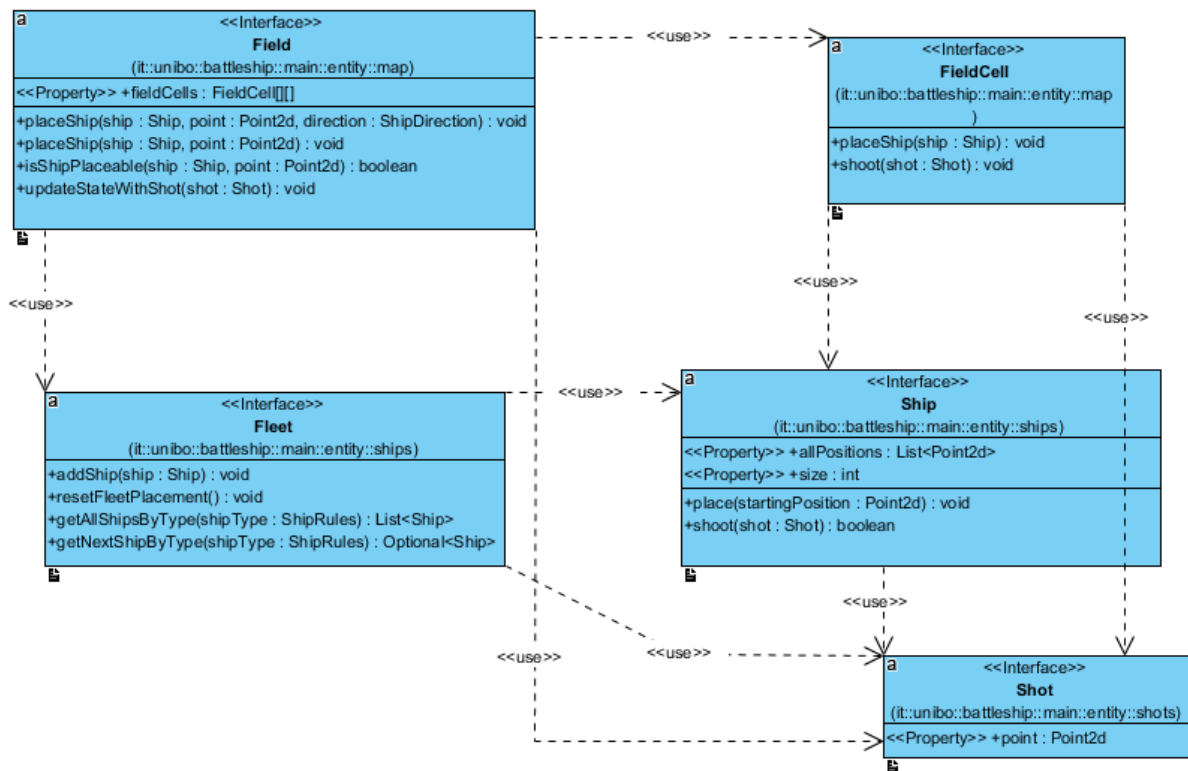 a
<<Interface>>
Field
(it::unibo::battleship::main::entity::map)
<<Property>> +fieldCells : FieldCell[][]
+placeShip(ship : Ship, point : Point2d, direction : ShipDirection) : void
+placeShip(ship : Ship, point : Point2d) : void
+isShipPlaceable(ship : Ship, point : Point2d) : boolean
+updateStateWithShot(shot : Shot) : void
<<use>>
a
<<Interface>>
FieldCell
(it::unibo::battleship::main::entity::map
)
+placeShip(ship : Ship) : void
+shoot(shot : Shot) : void
<<use>>
<<use>>
<<use>>
a
<<Interface>>
Fleet
(it::unibo::battleship::main::entity::ships)
+addShip(ship : Ship) : void
+resetFleetPlacement() : void
+getAllShipsByType(shipType : ShipRules) : List<Ship>
+getNextShipByType(shipType : ShipRules) : Optional<Ship>
<<use>>
a
<<Interface>>
Ship
(it::unibo::battleship::main::entity::ships)
<<Property>> +allPositions : List<Point2d>
<<Property>> +size : int
+place(startingPosition : Point2d) : void
+shoot(shot : Shot) : boolean
<<use>>
<<use>>
<<use>>
a
<<Interface>>
Shot
(it::unibo::battleship::main::entity::shots)
<<Property>> +point : Point2d